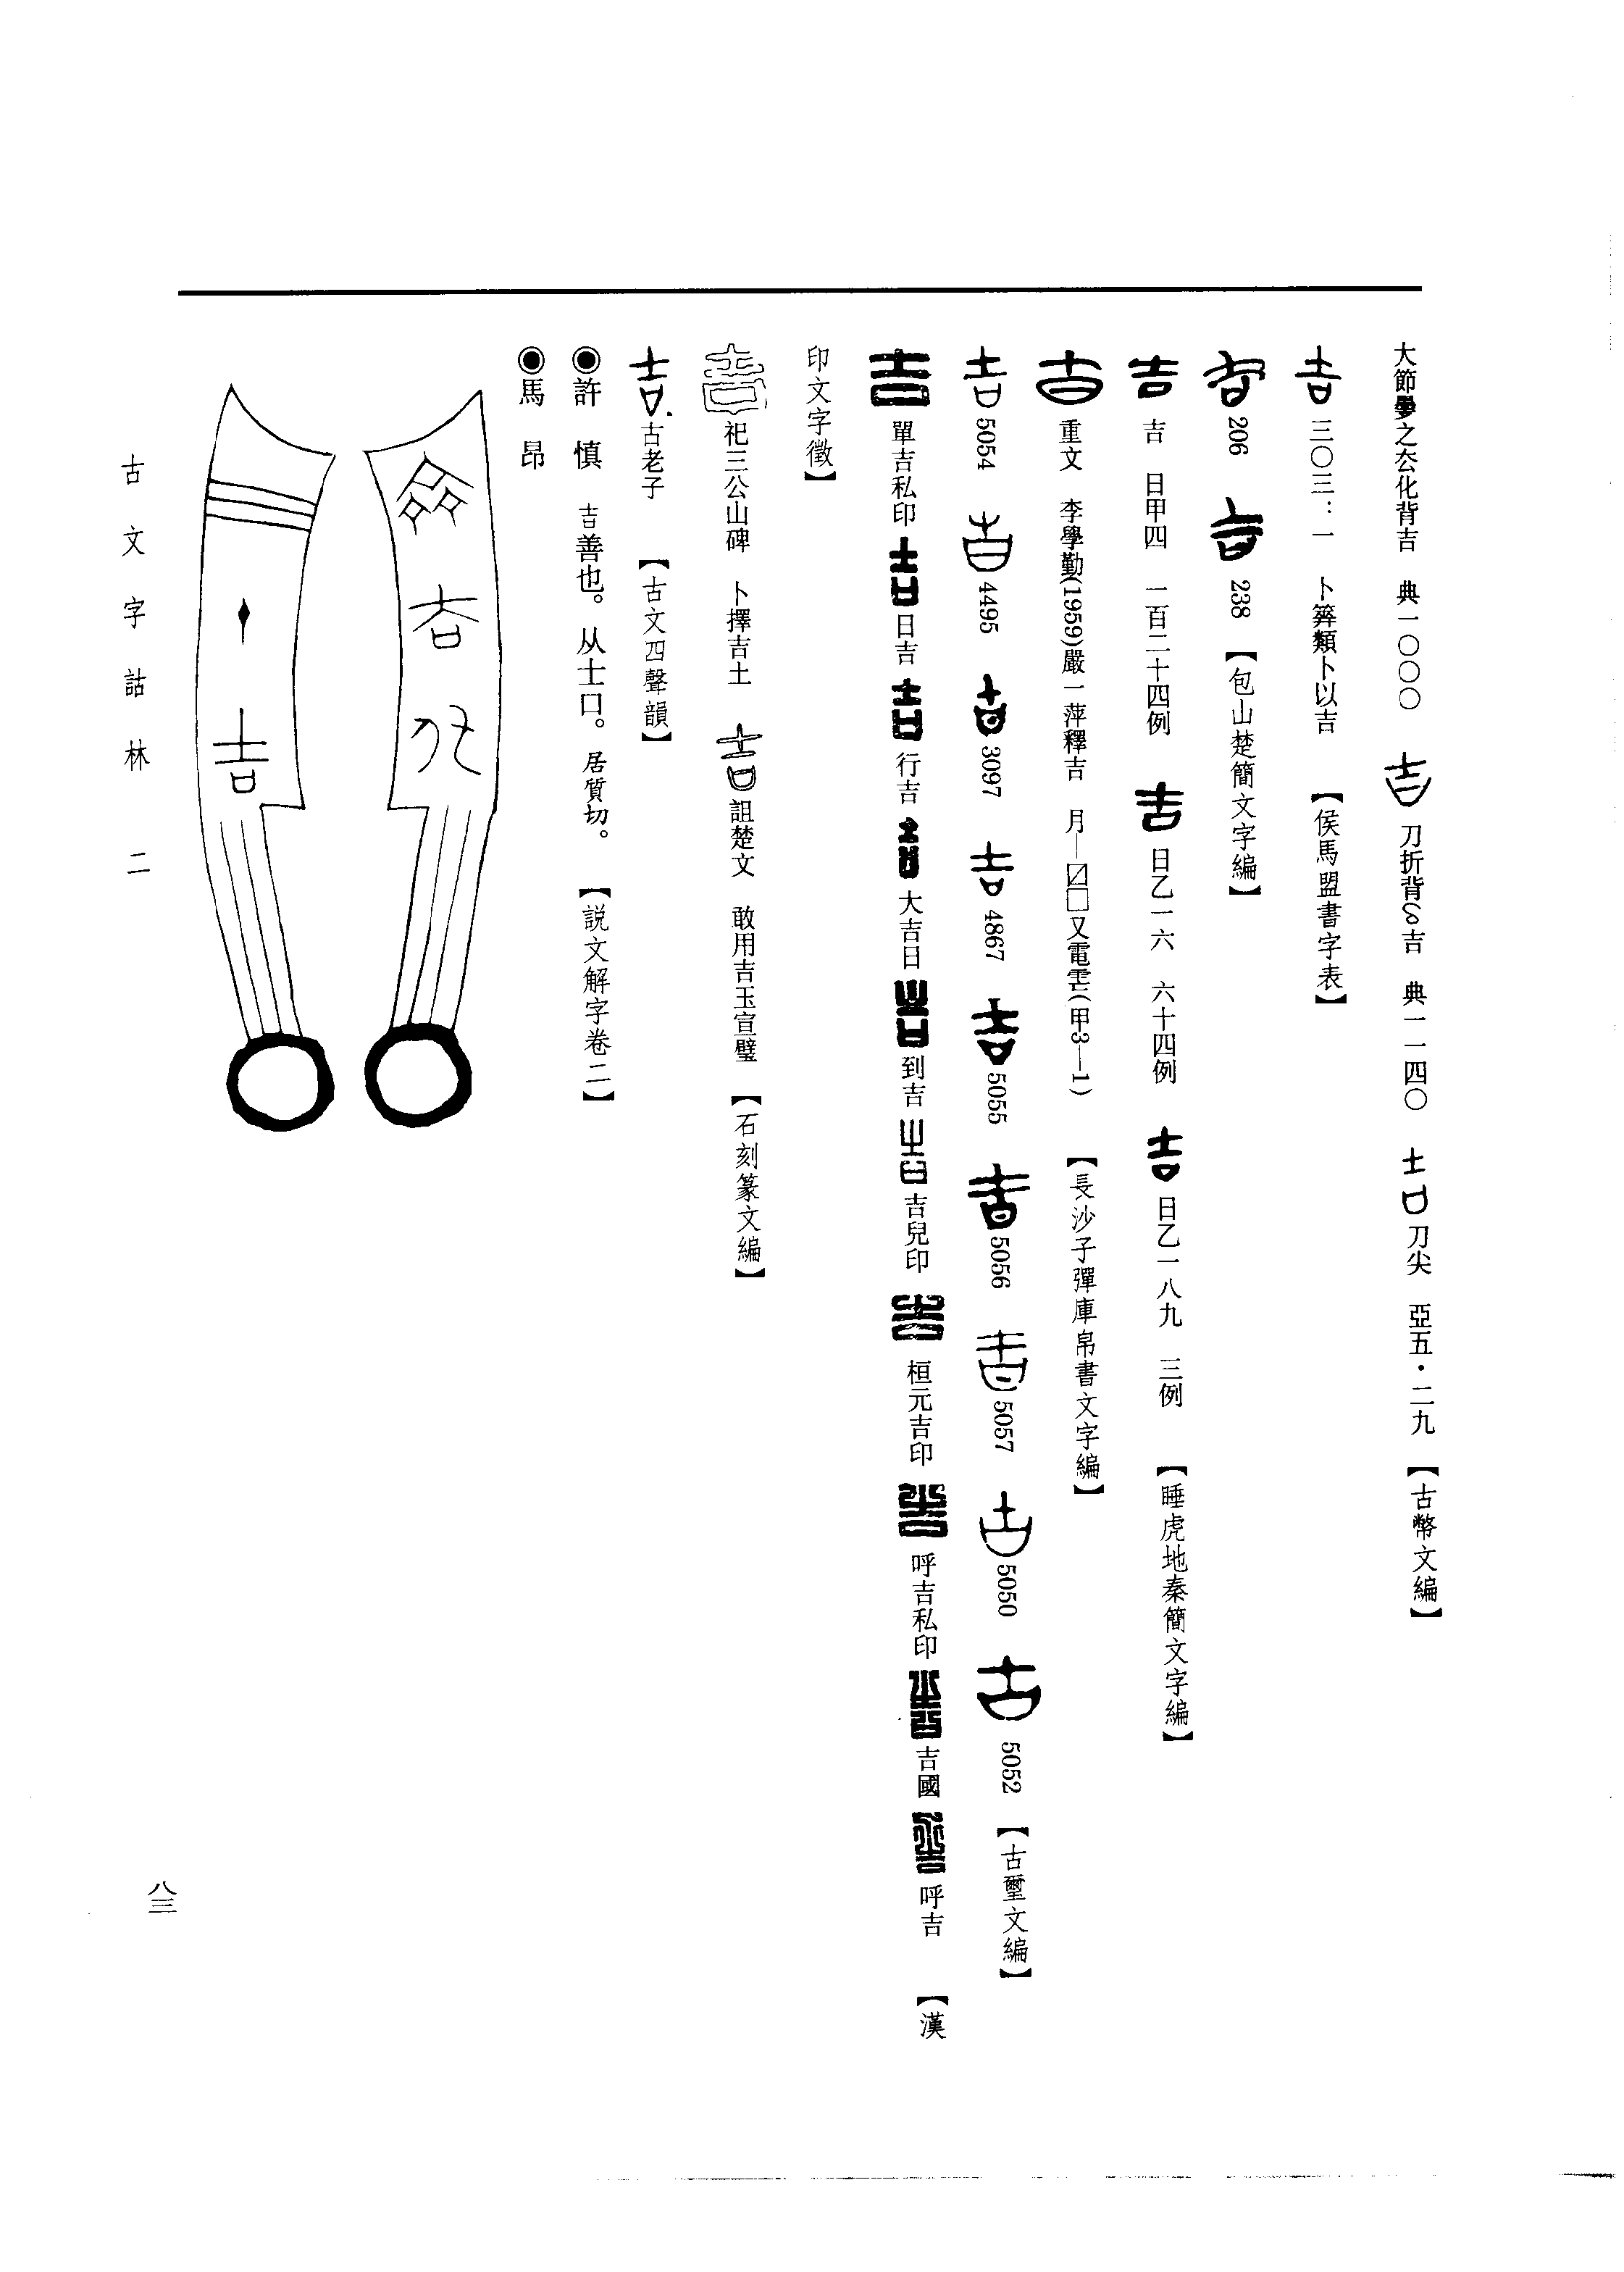 大節墨之厺化背吉　典一〇〇〇　刀折背吉　典一一四〇　刀尖　亞五·二九　【古幣文編】
三〇三：一　卜筭類卜以吉　【侯馬盟書字表】
206　238　【包山楚簡文字編】
吉　日甲四　一百二十四例　日乙一六　六十四例　日乙一八九　三例　【睡虎地秦簡文字編】
重文　李學勤(1959)嚴一萍釋吉　月—□又電雲(甲3—1)　【長沙子彈庫帛書文字編】
5054　4495　3097　4867　5055　5056　5057　5050　5052　【古璽文編】
單吉私印　日吉　行吉　大吉日　到吉　吉兒印　桓元吉印　呼吉私印　吉國　呼吉　【漢
印文字徵】
祀三公山碑　卜擇吉土　詛楚文　敢用吉玉宣璧　【石刻篆文編】
古老子　【古文四聲韻】
◉許　慎　吉善也。从士口。居質切。　【説文解字卷二】
◉馬　昂
吉
古文字詁林　二
八三